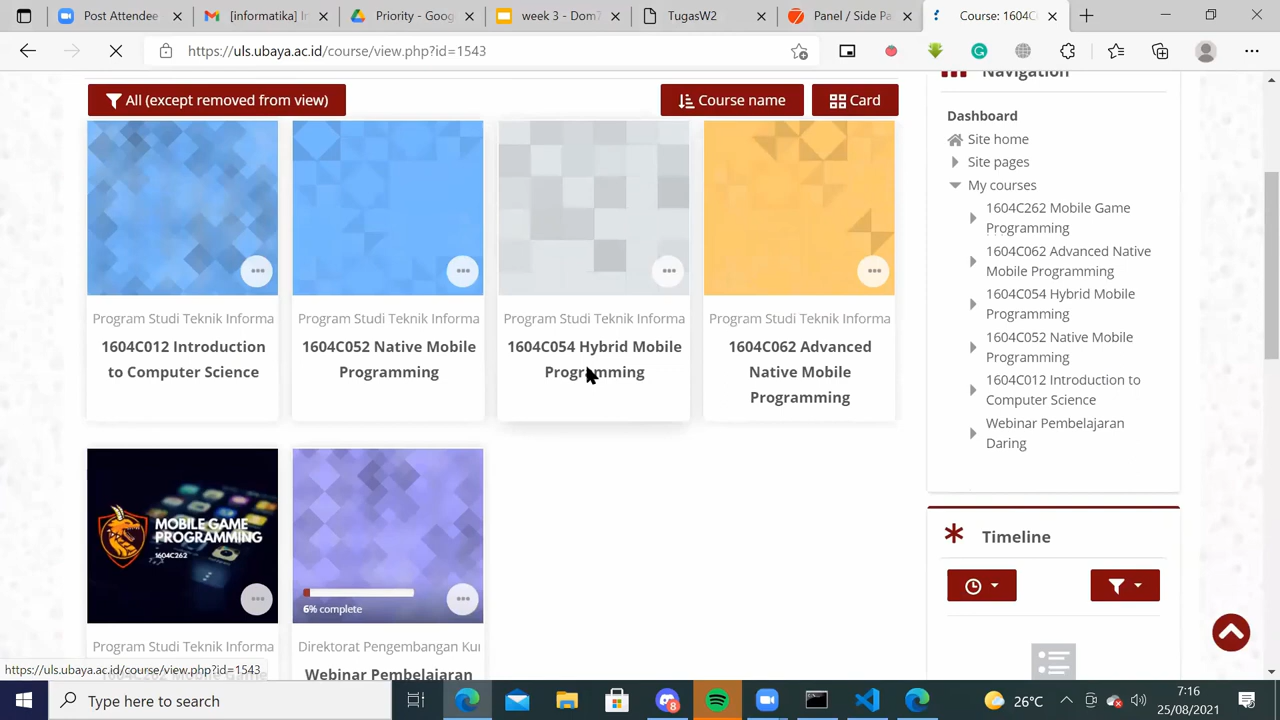 [Meeting] In
Priority - Goog
week 3 - Dom
TugasW2
Panel / Side Pa
Course
https://uls.ubaya.ac.id/course/view.php?id=1543
All (except removed from view)
Course name
Card
Program Studi Teknik Informa
1604C012 Introduction
to Computer Science
Program Studi Teknik Informa
1604C052 Native Mobile
Programming
Program Studi Teknik Informa
1604C054 Hybrid Mobile
Programming
Program Studi Teknik Informa
1604C062 Advanced
Native Mobile
Programming
MOBILE GAME
PROGRAMMING
1604C262
Program Studi Teknik Informa
6% complete
Direktorat Pengembangan Kur
Webinar Pembelajaran
Navigation
Dashboard
Site home
Site pages
My courses
1604C262 Mobile Game
Programming
1604C062 Advanced Native
Mobile Programming
1604C054 Hybrid Mobile
Programming
1604C052 Native Mobile
Programming
1604C012 Introduction to
Computer Science
Webinar Pembelajaran
Daring
Timeline
https://uls.ubaya.ac.id/course/view.php?id=1543
Type here to search
8
26°C
7:16
25/08/2021